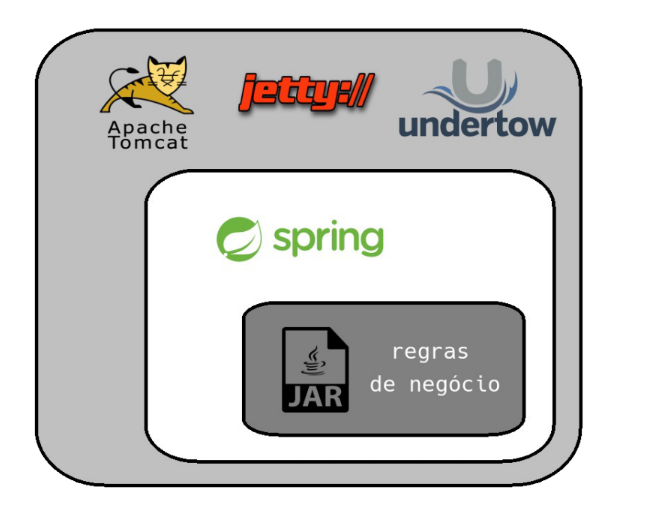 Apache
Tomcat
jetty://
undertow
spring
JAR
regras
de negócio